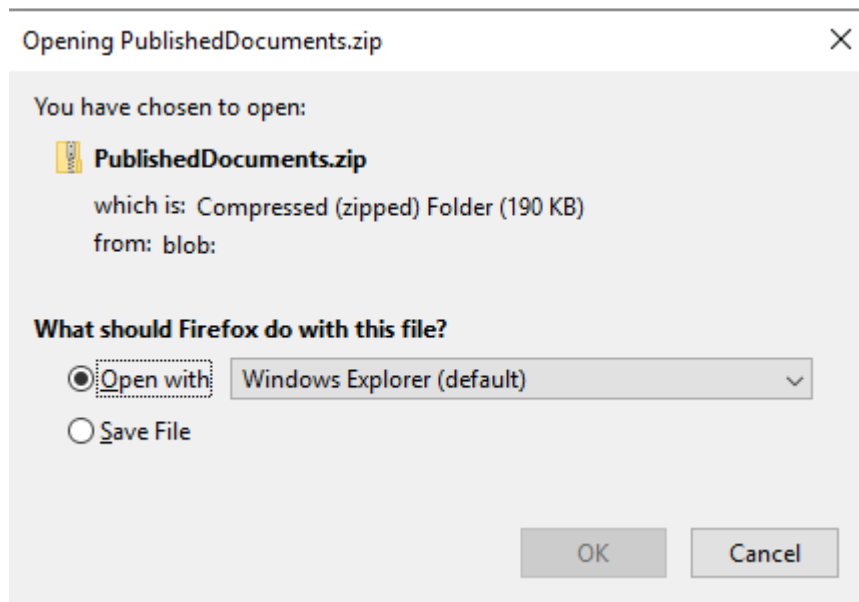 Opening PublishedDocuments.zip
You have chosen to open:
PublishedDocuments.zip
which is: Compressed (zipped) Folder (190 KB)
from: blob:
What should Firefox do with this file?
Open with Windows Explorer (default)
Save File
OK Cancel